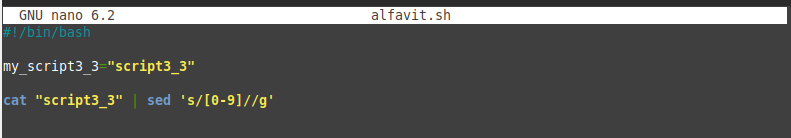 GNU nano 6.2 alfavit.sh
#!/bin/bash
my_script3_3="script3_3"
cat "script3_3" | sed 's/[0-9]//g'